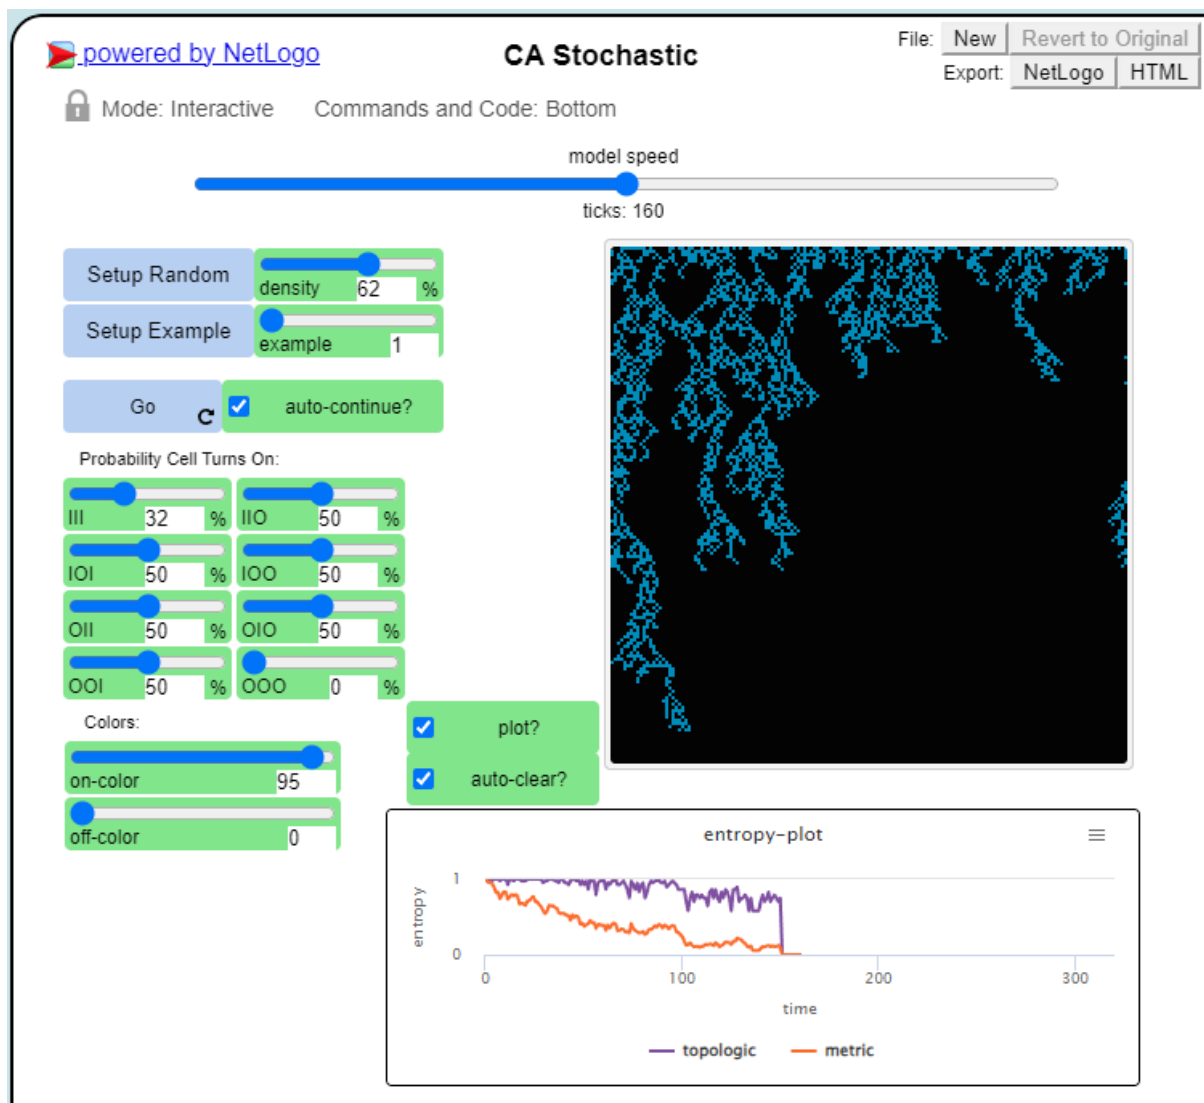 powered by NetLogo
CA Stochastic
File: New Revert to Original
Export: NetLogo HTML
Mode: Interactive Commands and Code: Bottom
model speed
ticks: 160
Setup Random
density 62 %
Setup Example
example 1
Go
auto-continue?
Probability Cell Turns On:
III 32 % IIO 50 %
IOI 50 % IOO 50 %
OII 50 % OIO 50 %
OOI 50 % OOO 0 %
Colors:
on-color 95
off-color 0
plot?
auto-clear?
entropy-plot
entropy
1
0
0 100 200 300
time
topologic metric